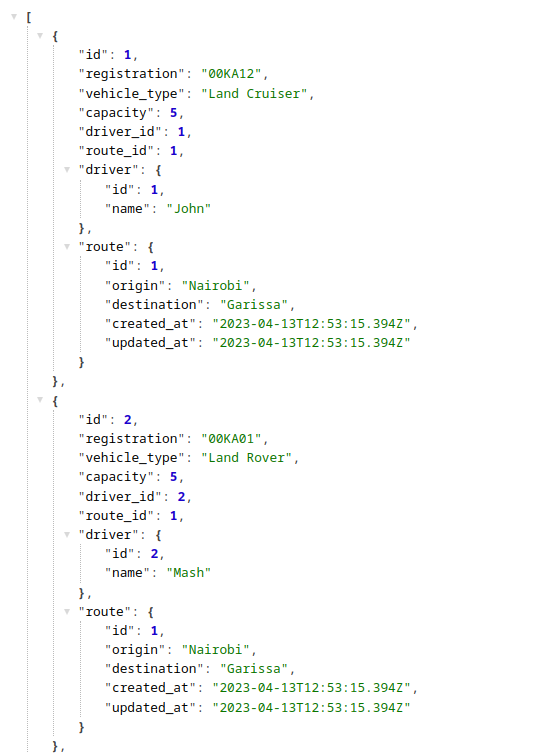 [
{
"id": 1,
"registration": "00KA12",
"vehicle_type": "Land Cruiser",
"capacity": 5,
"driver_id": 1,
"route_id": 1,
"driver": {
"id": 1,
"name": "John"
},
"route": {
"id": 1,
"origin": "Nairobi",
"destination": "Garissa",
"created_at": "2023-04-13T12:53:15.394Z",
"updated_at": "2023-04-13T12:53:15.394Z"
}
},
{
"id": 2,
"registration": "00KA01",
"vehicle_type": "Land Rover",
"capacity": 5,
"driver_id": 2,
"route_id": 1,
"driver": {
"id": 2,
"name": "Mash"
},
"route": {
"id": 1,
"origin": "Nairobi",
"destination": "Garissa",
"created_at": "2023-04-13T12:53:15.394Z",
"updated_at": "2023-04-13T12:53:15.394Z"
}
},